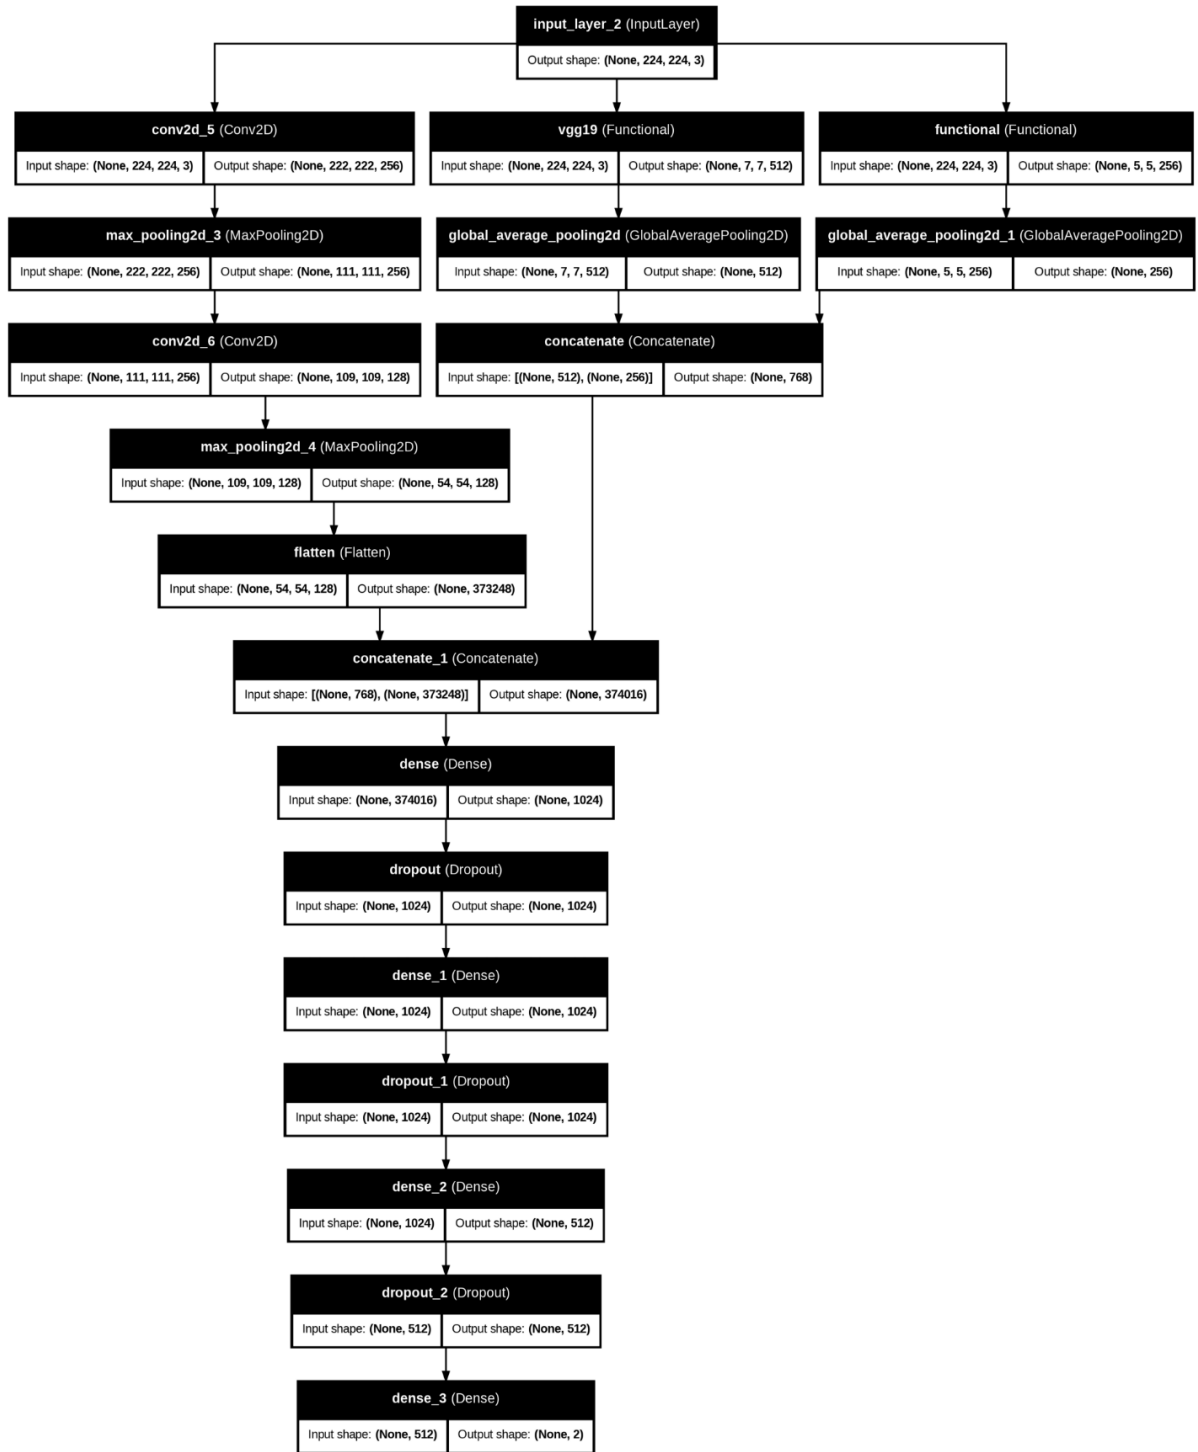 input_layer_2 (InputLayer)
Output shape: (None, 224, 224, 3)
conv2d_5 (Conv2D)
Input shape: (None, 224, 224, 3) Output shape: (None, 222, 222, 256)
vgg19 (Functional)
Input shape: (None, 224, 224, 3) Output shape: (None, 7, 7, 512)
functional (Functional)
Input shape: (None, 224, 224, 3) Output shape: (None, 5, 5, 256)
max_pooling2d_3 (MaxPooling2D)
Input shape: (None, 222, 222, 256) Output shape: (None, 111, 111, 256)
global_average_pooling2d (GlobalAveragePooling2D)
Input shape: (None, 7, 7, 512) Output shape: (None, 512)
global_average_pooling2d_1 (GlobalAveragePooling2D)
Input shape: (None, 5, 5, 256) Output shape: (None, 256)
conv2d_6 (Conv2D)
Input shape: (None, 111, 111, 256) Output shape: (None, 109, 109, 128)
concatenate (Concatenate)
Input shape: [(None, 512), (None, 256)] Output shape: (None, 768)
max_pooling2d_4 (MaxPooling2D)
Input shape: (None, 109, 109, 128) Output shape: (None, 54, 54, 128)
flatten (Flatten)
Input shape: (None, 54, 54, 128) Output shape: (None, 373248)
concatenate_1 (Concatenate)
Input shape: [(None, 768), (None, 373248)] Output shape: (None, 374016)
dense (Dense)
Input shape: (None, 374016) Output shape: (None, 1024)
dropout (Dropout)
Input shape: (None, 1024) Output shape: (None, 1024)
dense_1 (Dense)
Input shape: (None, 1024) Output shape: (None, 1024)
dropout_1 (Dropout)
Input shape: (None, 1024) Output shape: (None, 1024)
dense_2 (Dense)
Input shape: (None, 1024) Output shape: (None, 512)
dropout_2 (Dropout)
Input shape: (None, 512) Output shape: (None, 512)
dense_3 (Dense)
Input shape: (None, 512) Output shape: (None, 2)